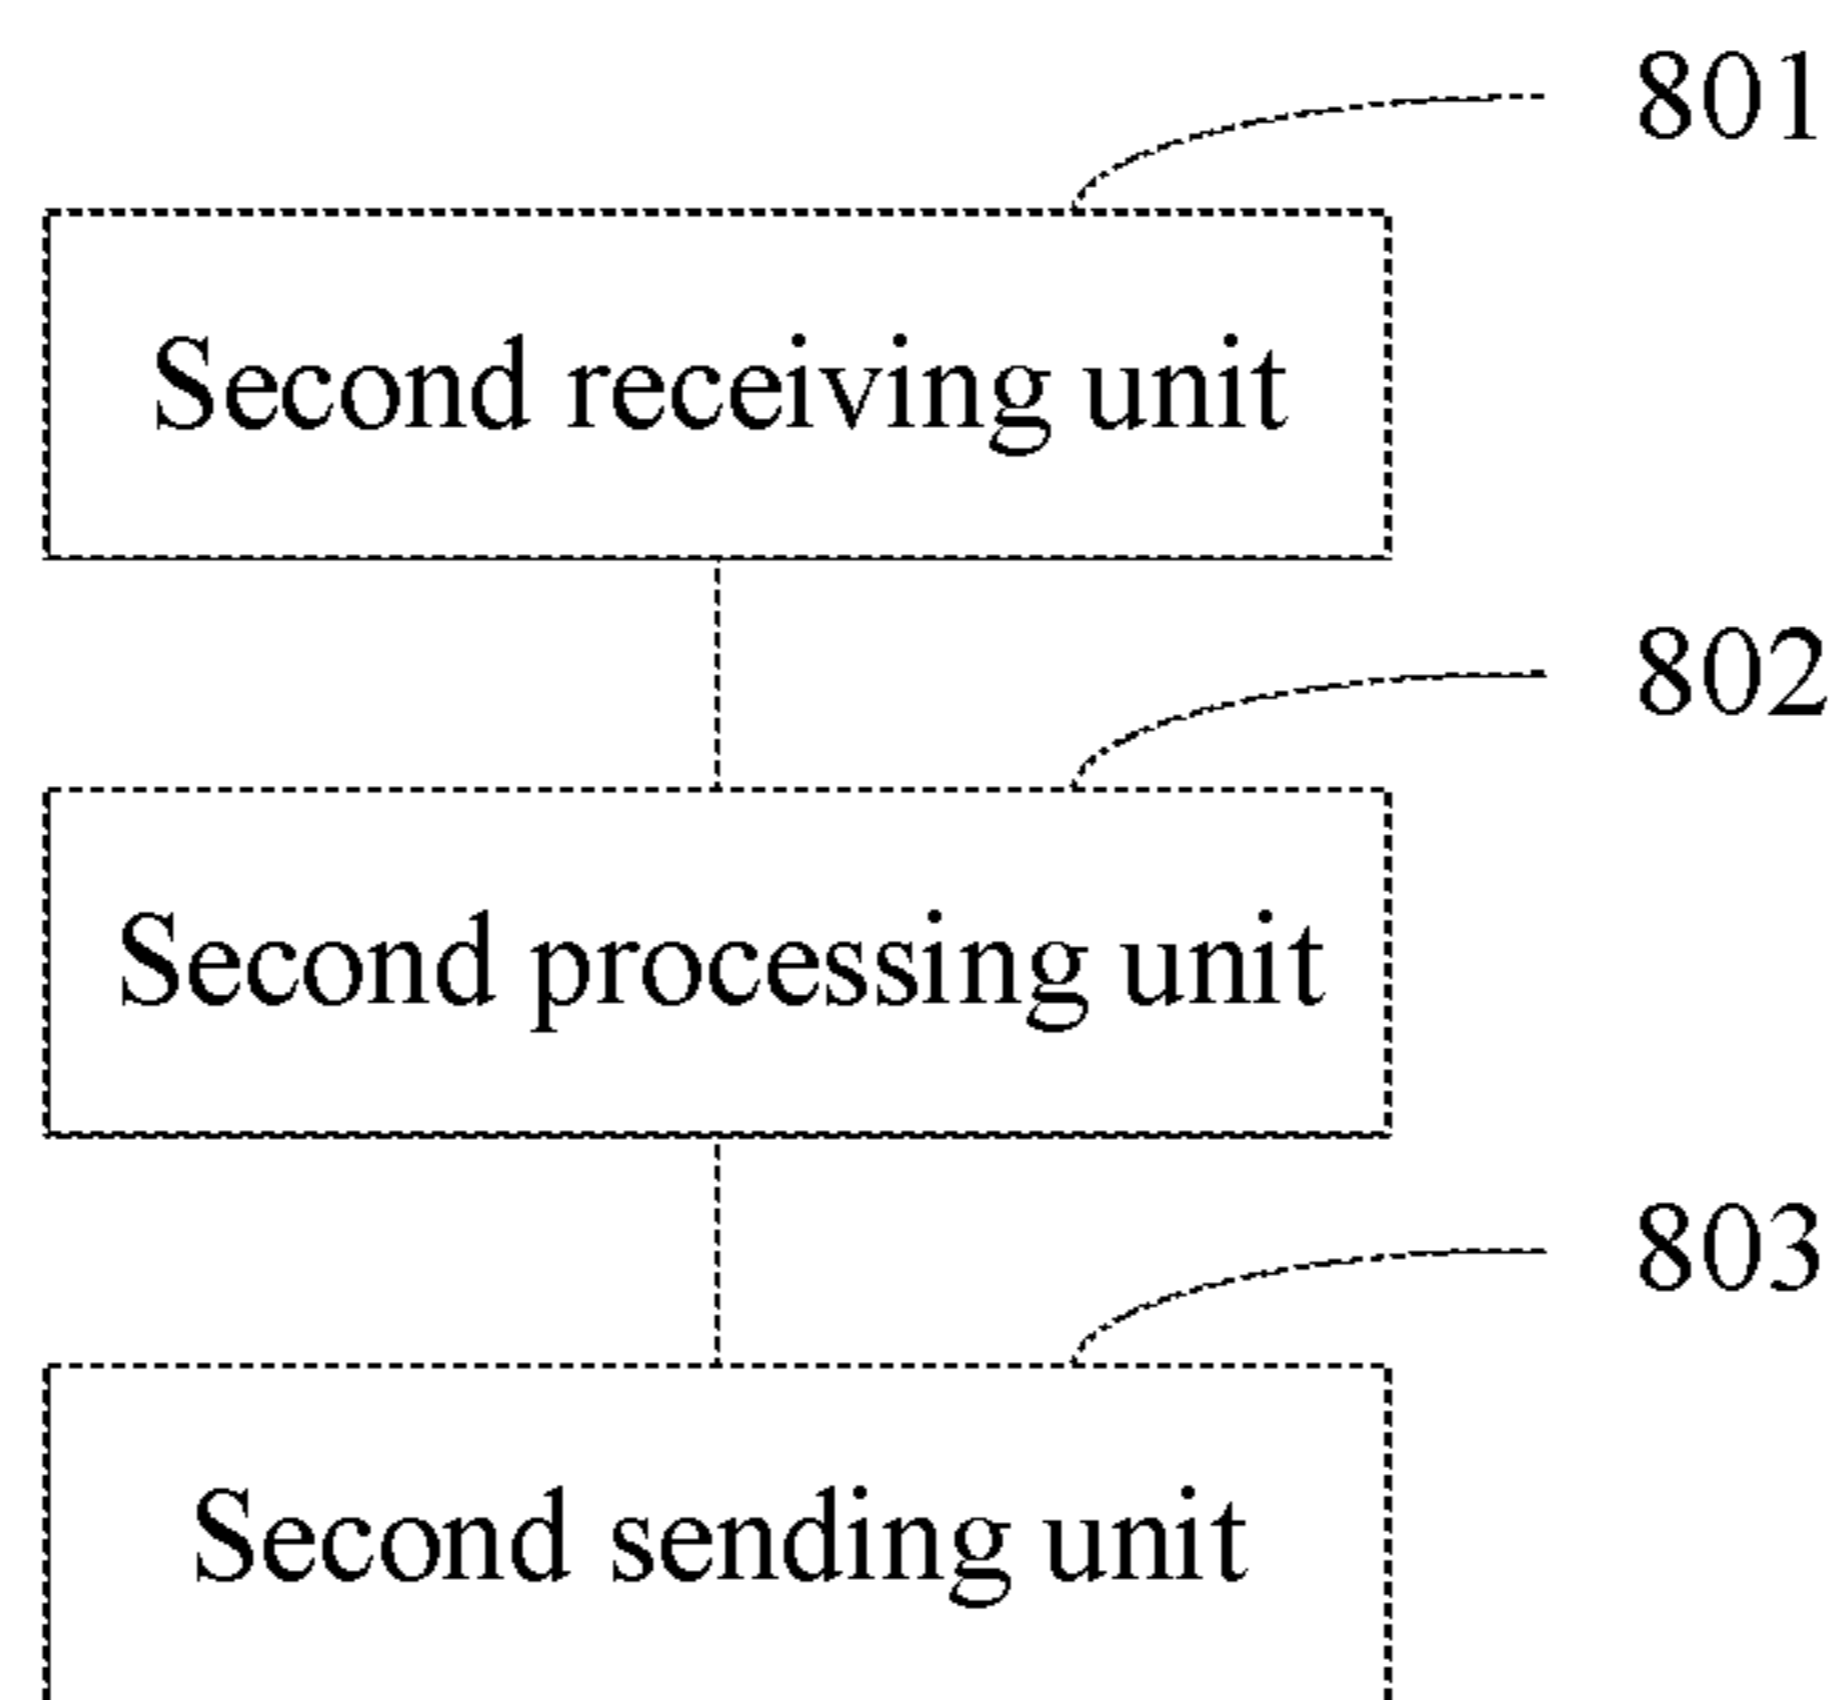 801
Second receiving unit
802
Second processing unit
803
Second sending unit